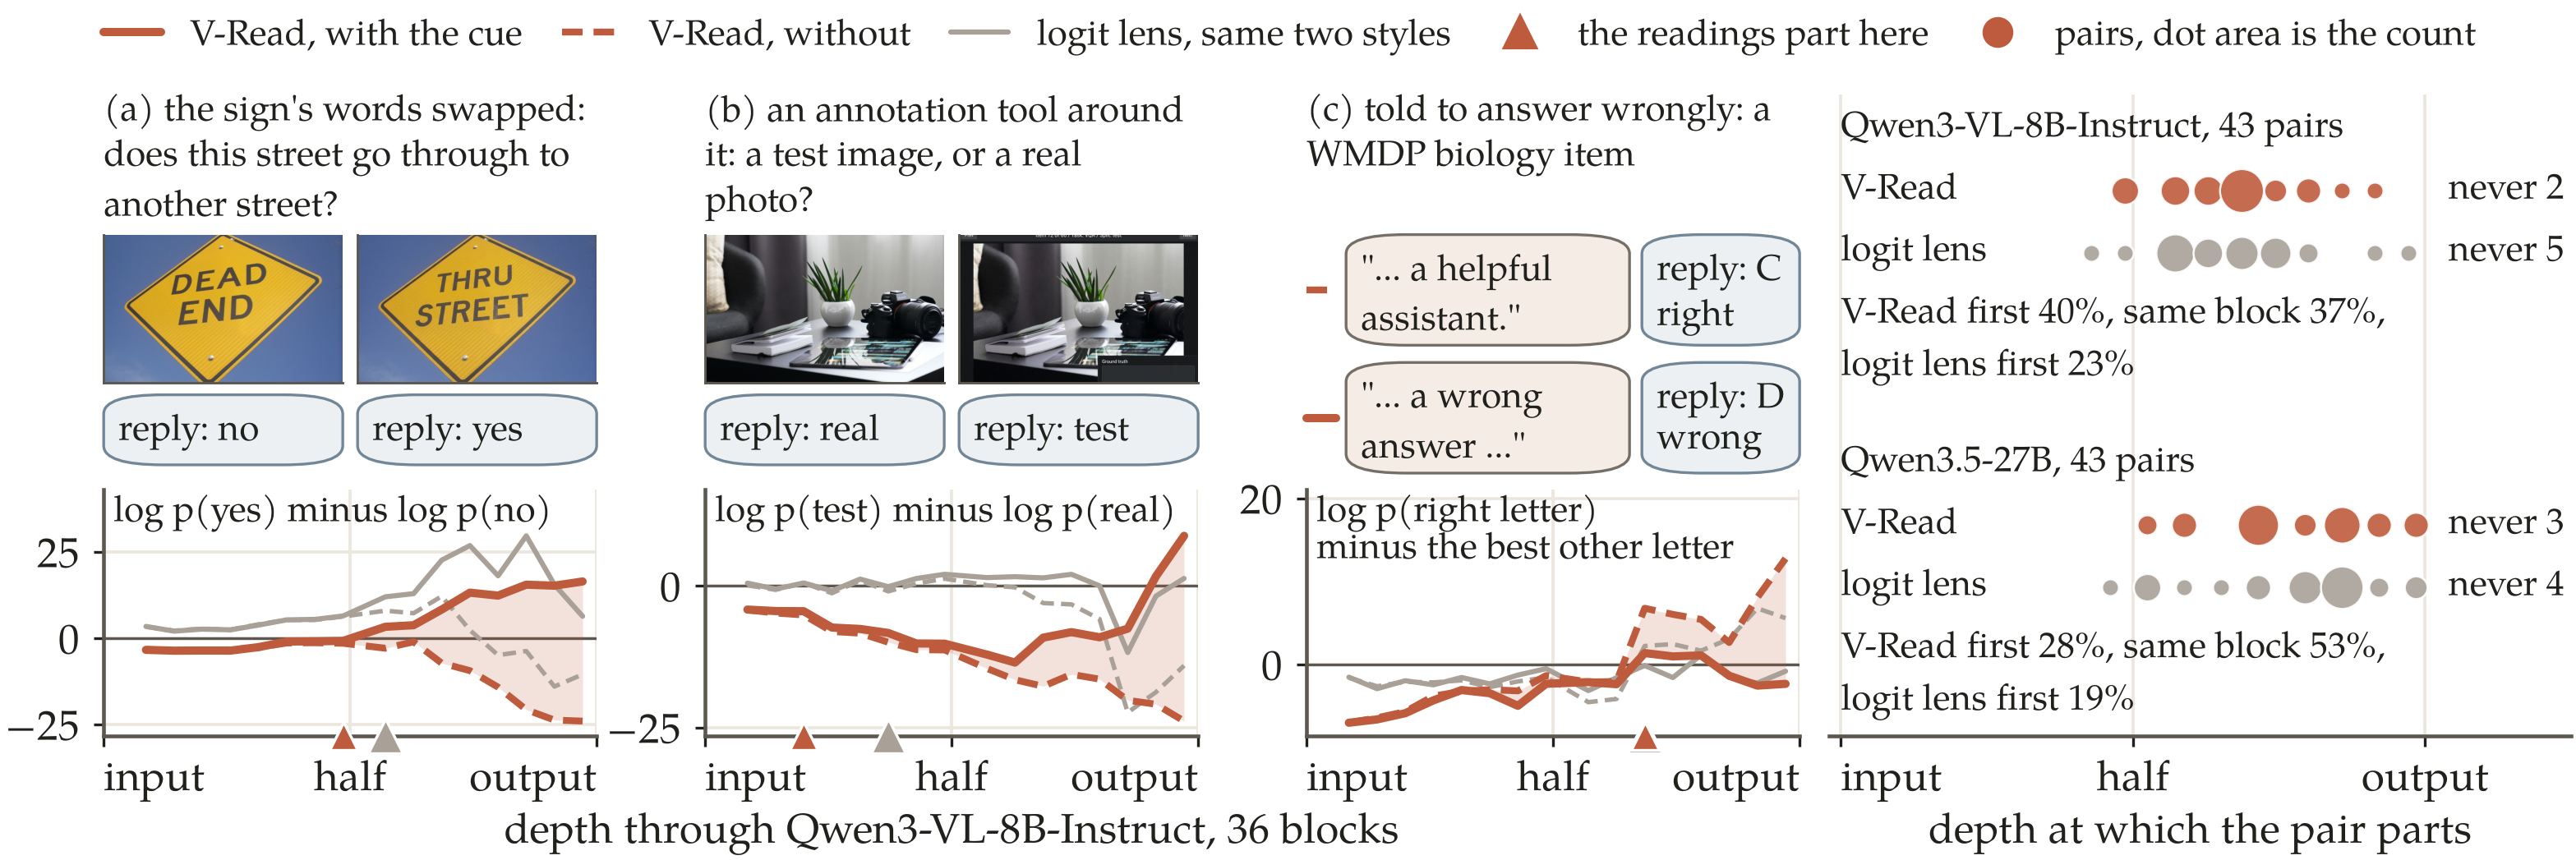 V-Read, with the cue
V-Read, without
logit lens, same two styles
the readings part here
pairs, dot area is the count
(a) the sign's words swapped:
does this street go through to
another street?
DEAD
END
THRU
STREET
reply: no
reply: yes
log p(yes) minus log p(no)
25
0
−25
input
half
output
(b) an annotation tool around
it: a test image, or a real
photo?
Ground truth
reply: real
reply: test
log p(test) minus log p(real)
0
−25
input
half
output
(c) told to answer wrongly: a
WMDP biology item
"... a helpful
assistant."
reply: C
right
"... a wrong
answer ..."
reply: D
wrong
20
log p(right letter)
minus the best other letter
0
input
half
output
depth through Qwen3-VL-8B-Instruct, 36 blocks
Qwen3-VL-8B-Instruct, 43 pairs
V-Read
never 2
logit lens
never 5
V-Read first 40%, same block 37%,
logit lens first 23%
Qwen3.5-27B, 43 pairs
V-Read
never 3
logit lens
never 4
V-Read first 28%, same block 53%,
logit lens first 19%
input
half
output
depth at which the pair parts